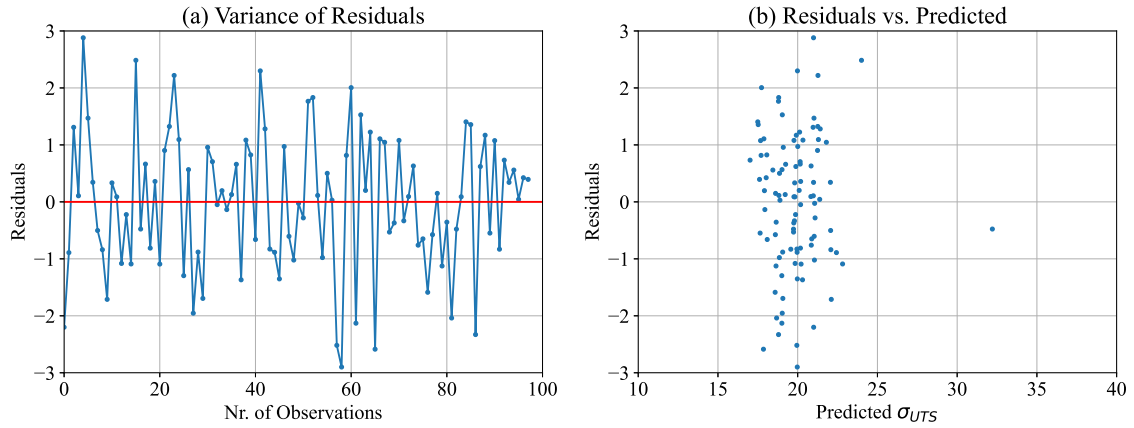 (a) Variance of Residuals
3
2
1
0
−1
−2
−3
Residuals
0 20 40 60 80 100
Nr. of Observations
(b) Residuals vs. Predicted
3
2
1
0
−1
−2
−3
Residuals
10 15 20 25 30 35 40
Predicted σ_UTS